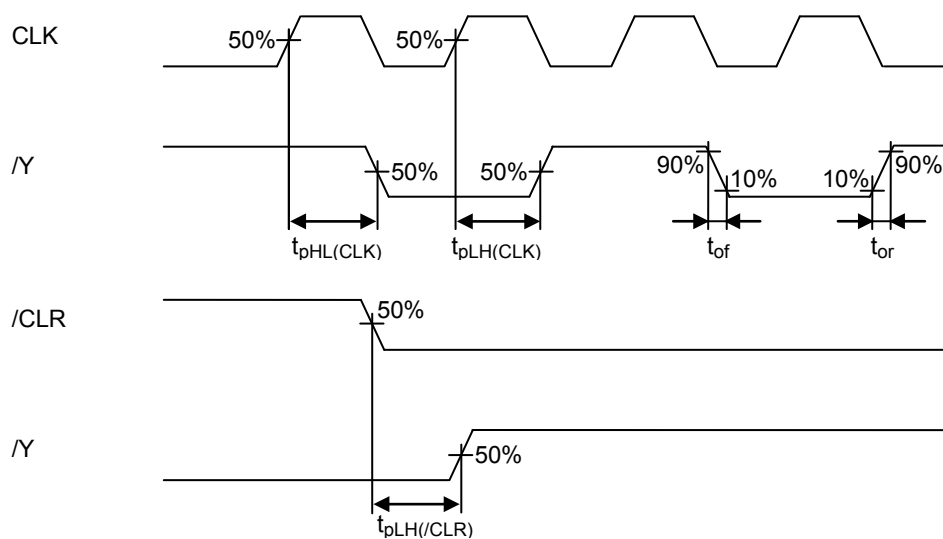 CLK
50%
50%
/Y
50%
50%
90%
10%
10%
90%
tpHL(CLK)
tpLH(CLK)
tof
tor
/CLR
50%
/Y
50%
tpLH(/CLR)